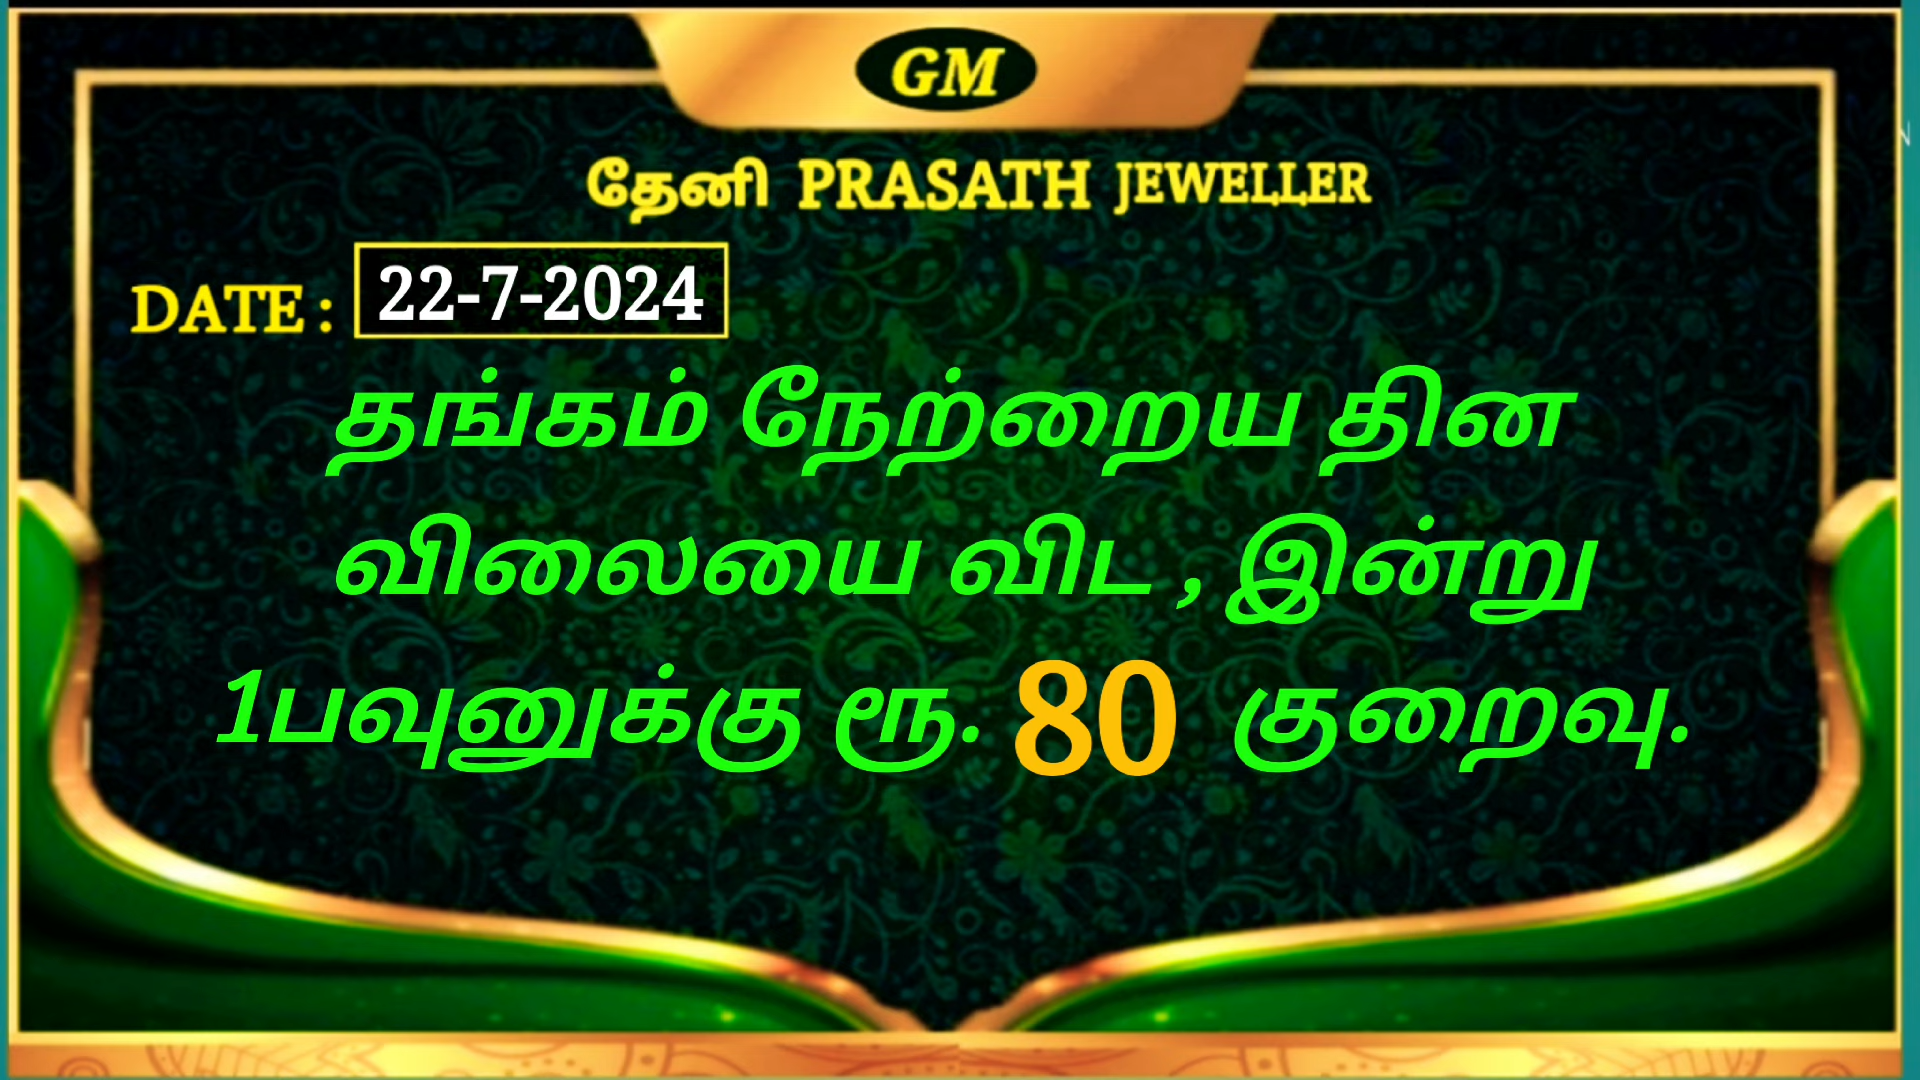 GM
தேனி PRASATH JEWELLER
DATE : 22-7-2024
தங்கம் நேற்றைய தின
விலையை விட , இன்று
1பவுனுக்கு ரூ. 80 குறைவு.